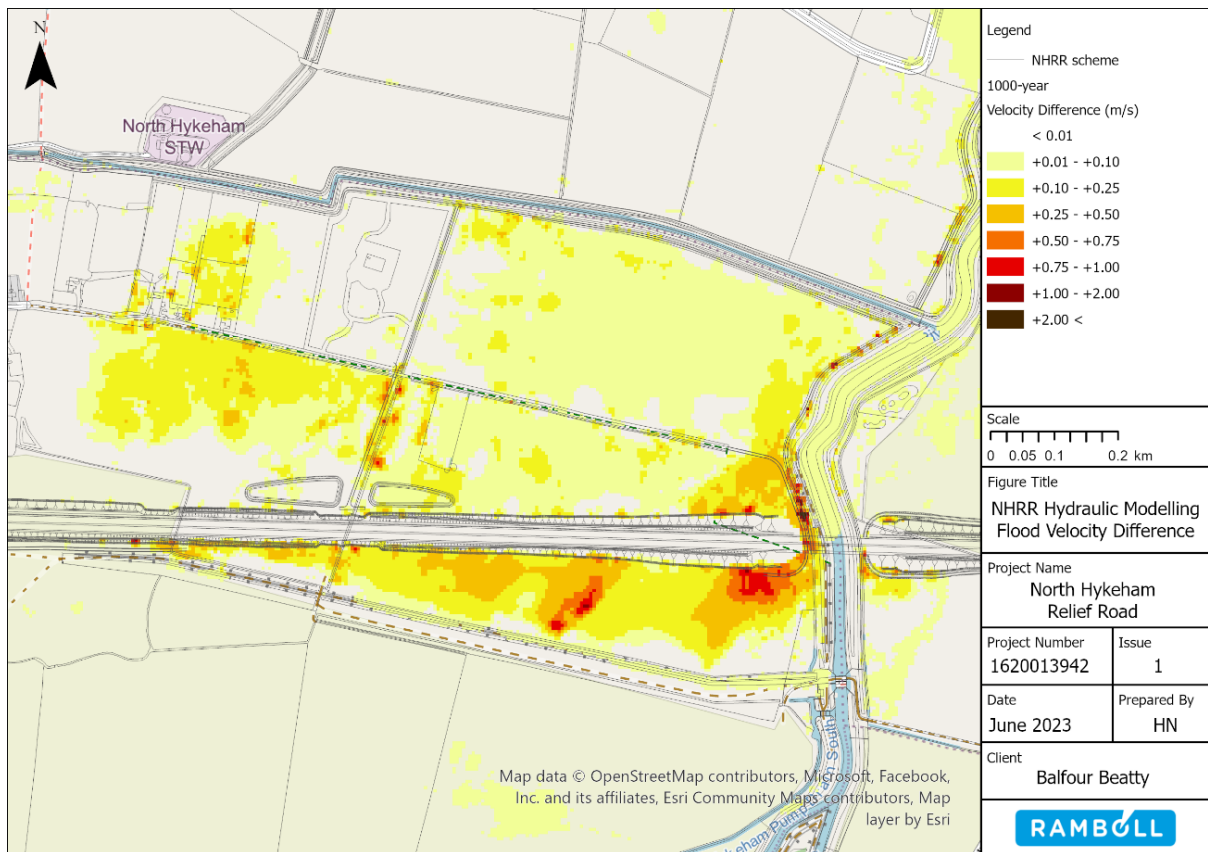 N
North Hykeham
STW
Map data © OpenStreetMap contributors, Microsoft, Facebook,
Inc. and its affiliates, Esri Community Maps contributors, Map
layer by Esri
Legend
NHRR scheme
1000-year
Velocity Difference (m/s)
< 0.01
+0.01 - +0.10
+0.10 - +0.25
+0.25 - +0.50
+0.50 - +0.75
+0.75 - +1.00
+1.00 - +2.00
+2.00 <
Scale
0 0.05 0.1 0.2 km
Figure Title
NHRR Hydraulic Modelling
Flood Velocity Difference
Project Name
North Hykeham
Relief Road
Project Number
1620013942
Issue
1
Date
June 2023
Prepared By
HN
Client
Balfour Beatty
RAMBOLL